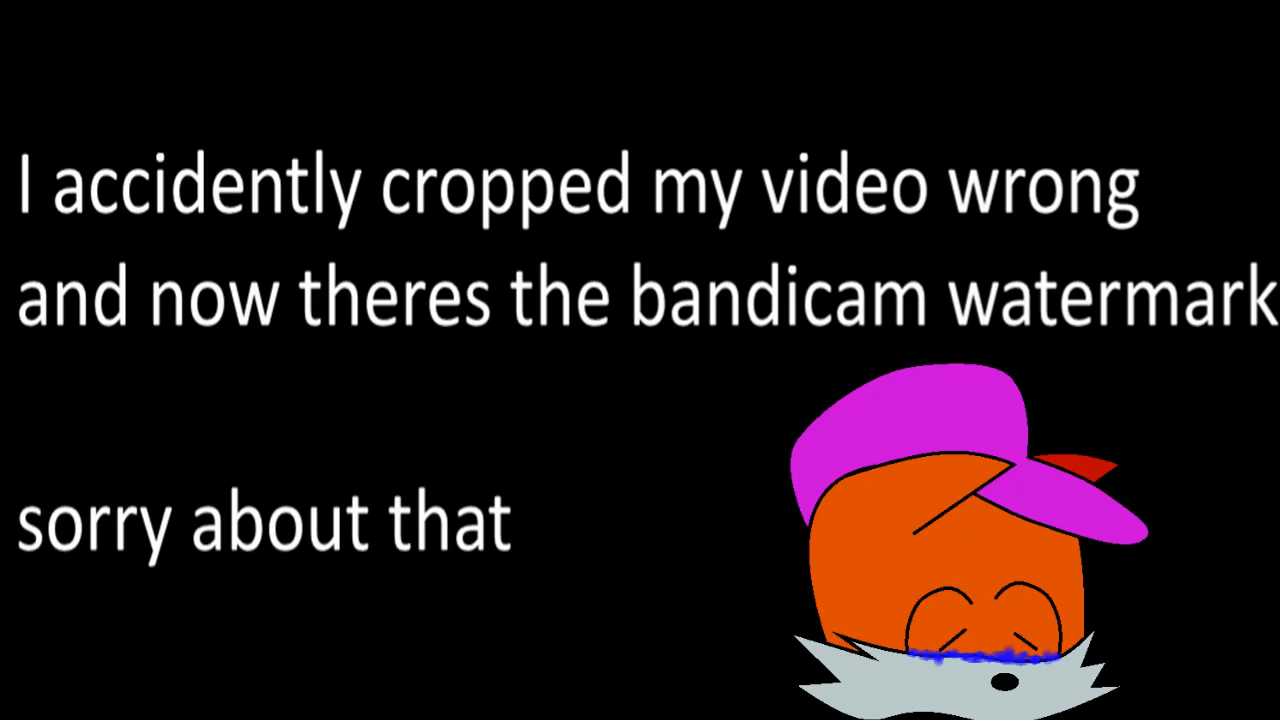 I accidently cropped my video wrong
and now theres the bandicam watermark
sorry about that